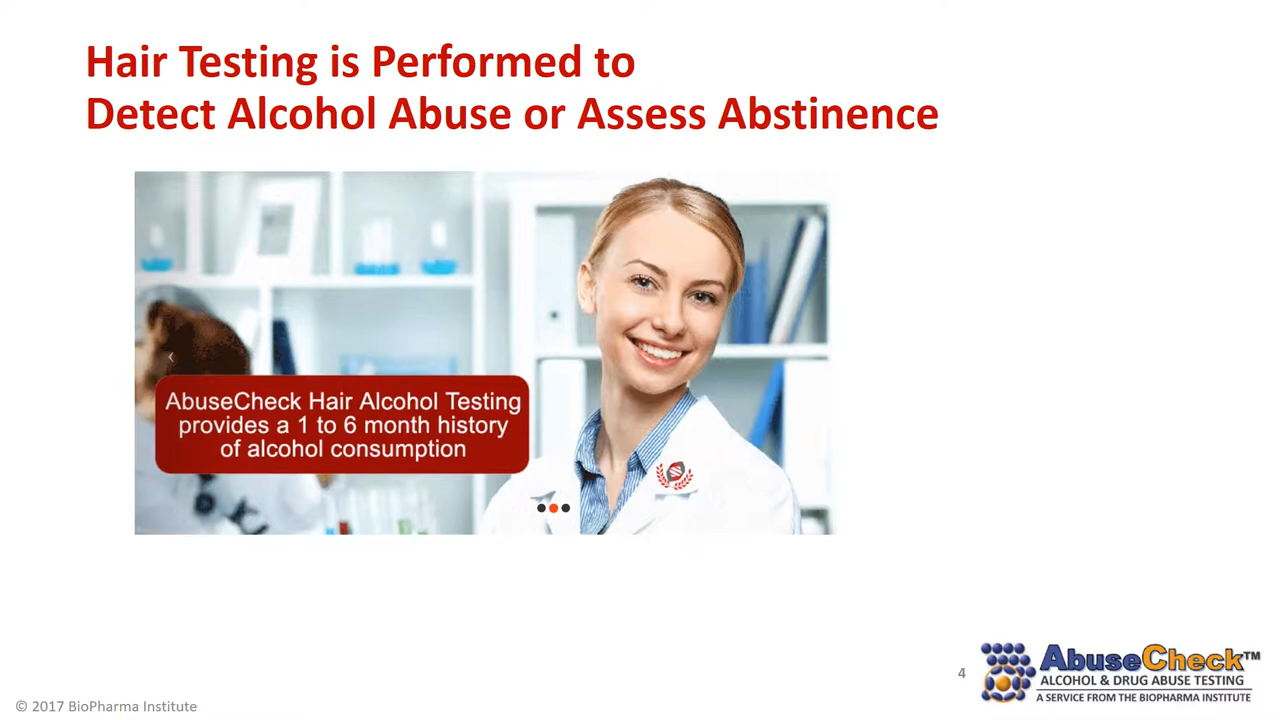 Hair Testing is Performed to
Detect Alcohol Abuse or Assess Abstinence
AbuseCheck Hair Alcohol Testing
provides a 1 to 6 month history
of alcohol consumption
4
AbuseCheck™
ALCOHOL & DRUG ABUSE TESTING
A SERVICE FROM THE BIOPHARMA INSTITUTE
© 2017 BioPharma Institute